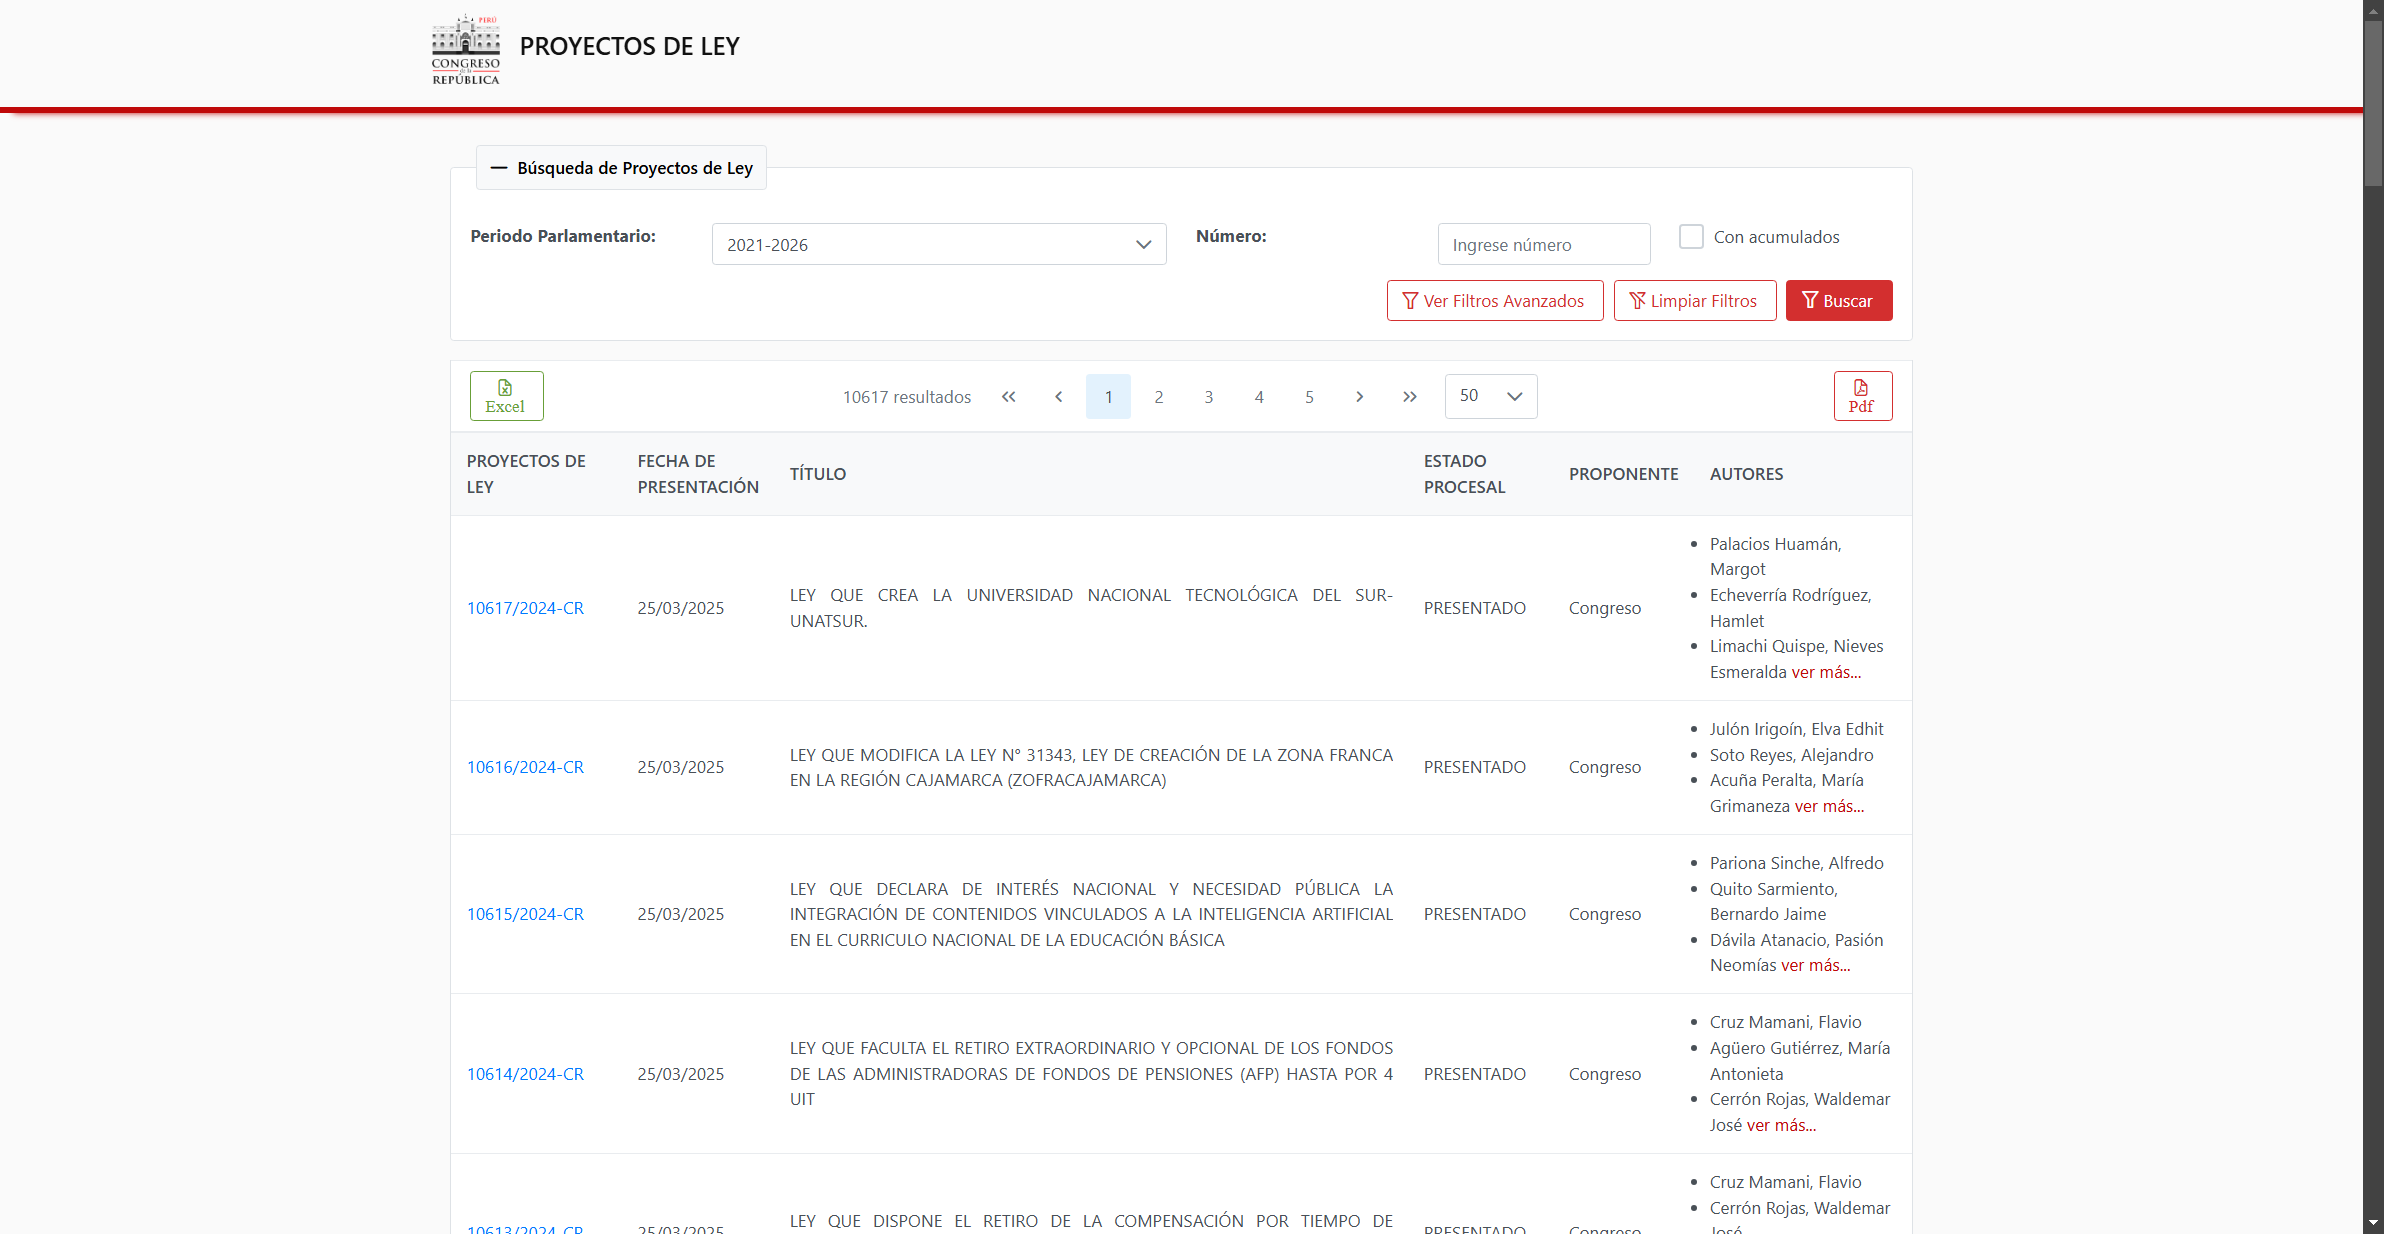 PERÚ
CONGRESO
de la
REPÚBLICA
PROYECTOS DE LEY
Búsqueda de Proyectos de Ley
Periodo Parlamentario:
2021-2026
Número:
Ingrese número
Con acumulados
Ver Filtros Avanzados
Limpiar Filtros
Buscar
Excel
10617 resultados
1
2
3
4
5
50
Pdf
PROYECTOS DE
LEY
FECHA DE
PRESENTACIÓN
TÍTULO
ESTADO
PROCESAL
PROPONENTE
AUTORES
10617/2024-CR
25/03/2025
LEY QUE CREA LA UNIVERSIDAD NACIONAL TECNOLÓGICA DEL SUR-
UNATSUR.
PRESENTADO
Congreso
Palacios Huamán,
Margot
Echeverría Rodríguez,
Hamlet
Limachi Quispe, Nieves
Esmeralda ver más...
10616/2024-CR
25/03/2025
LEY QUE MODIFICA LA LEY N° 31343, LEY DE CREACIÓN DE LA ZONA FRANCA
EN LA REGIÓN CAJAMARCA (ZOFRACAJAMARCA)
PRESENTADO
Congreso
Julón Irigoín, Elva Edhit
Soto Reyes, Alejandro
Acuña Peralta, María
Grimaneza ver más...
10615/2024-CR
25/03/2025
LEY QUE DECLARA DE INTERÉS NACIONAL Y NECESIDAD PÚBLICA LA
INTEGRACIÓN DE CONTENIDOS VINCULADOS A LA INTELIGENCIA ARTIFICIAL
EN EL CURRICULO NACIONAL DE LA EDUCACIÓN BÁSICA
PRESENTADO
Congreso
Pariona Sinche, Alfredo
Quito Sarmiento,
Bernardo Jaime
Dávila Atanacio, Pasión
Neomías ver más...
10614/2024-CR
25/03/2025
LEY QUE FACULTA EL RETIRO EXTRAORDINARIO Y OPCIONAL DE LOS FONDOS
DE LAS ADMINISTRADORAS DE FONDOS DE PENSIONES (AFP) HASTA POR 4
UIT
PRESENTADO
Congreso
Cruz Mamani, Flavio
Agüero Gutiérrez, María
Antonieta
Cerrón Rojas, Waldemar
José ver más...
10613/2024-CR
25/03/2025
LEY QUE DISPONE EL RETIRO DE LA COMPENSACIÓN POR TIEMPO DE
PRESENTADO
Congreso
Cruz Mamani, Flavio
Cerrón Rojas, Waldemar
José